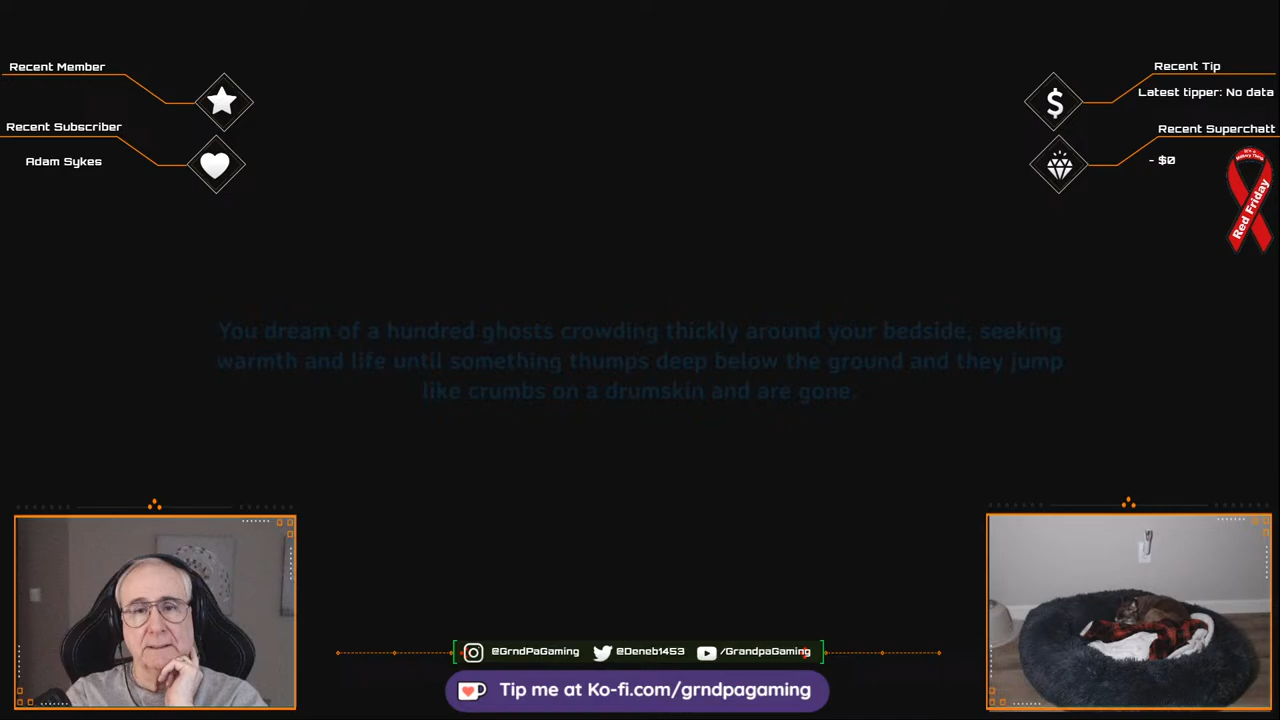 Recent Member
Recent Subscriber
Adam Sykes
Recent Tip
Latest tipper: No data
Recent Superchatt
- $0
It's a
Military Thing
Red Friday
You dream of a hundred ghosts crowding thickly around your bedside, seeking
warmth and life until something thumps deep below the ground and they jump
like crumbs on a drumskin and are gone.
@GrndPaGaming
@Deneb1453
/GrandpaGaming
Tip me at Ko-fi.com/grndpagaming